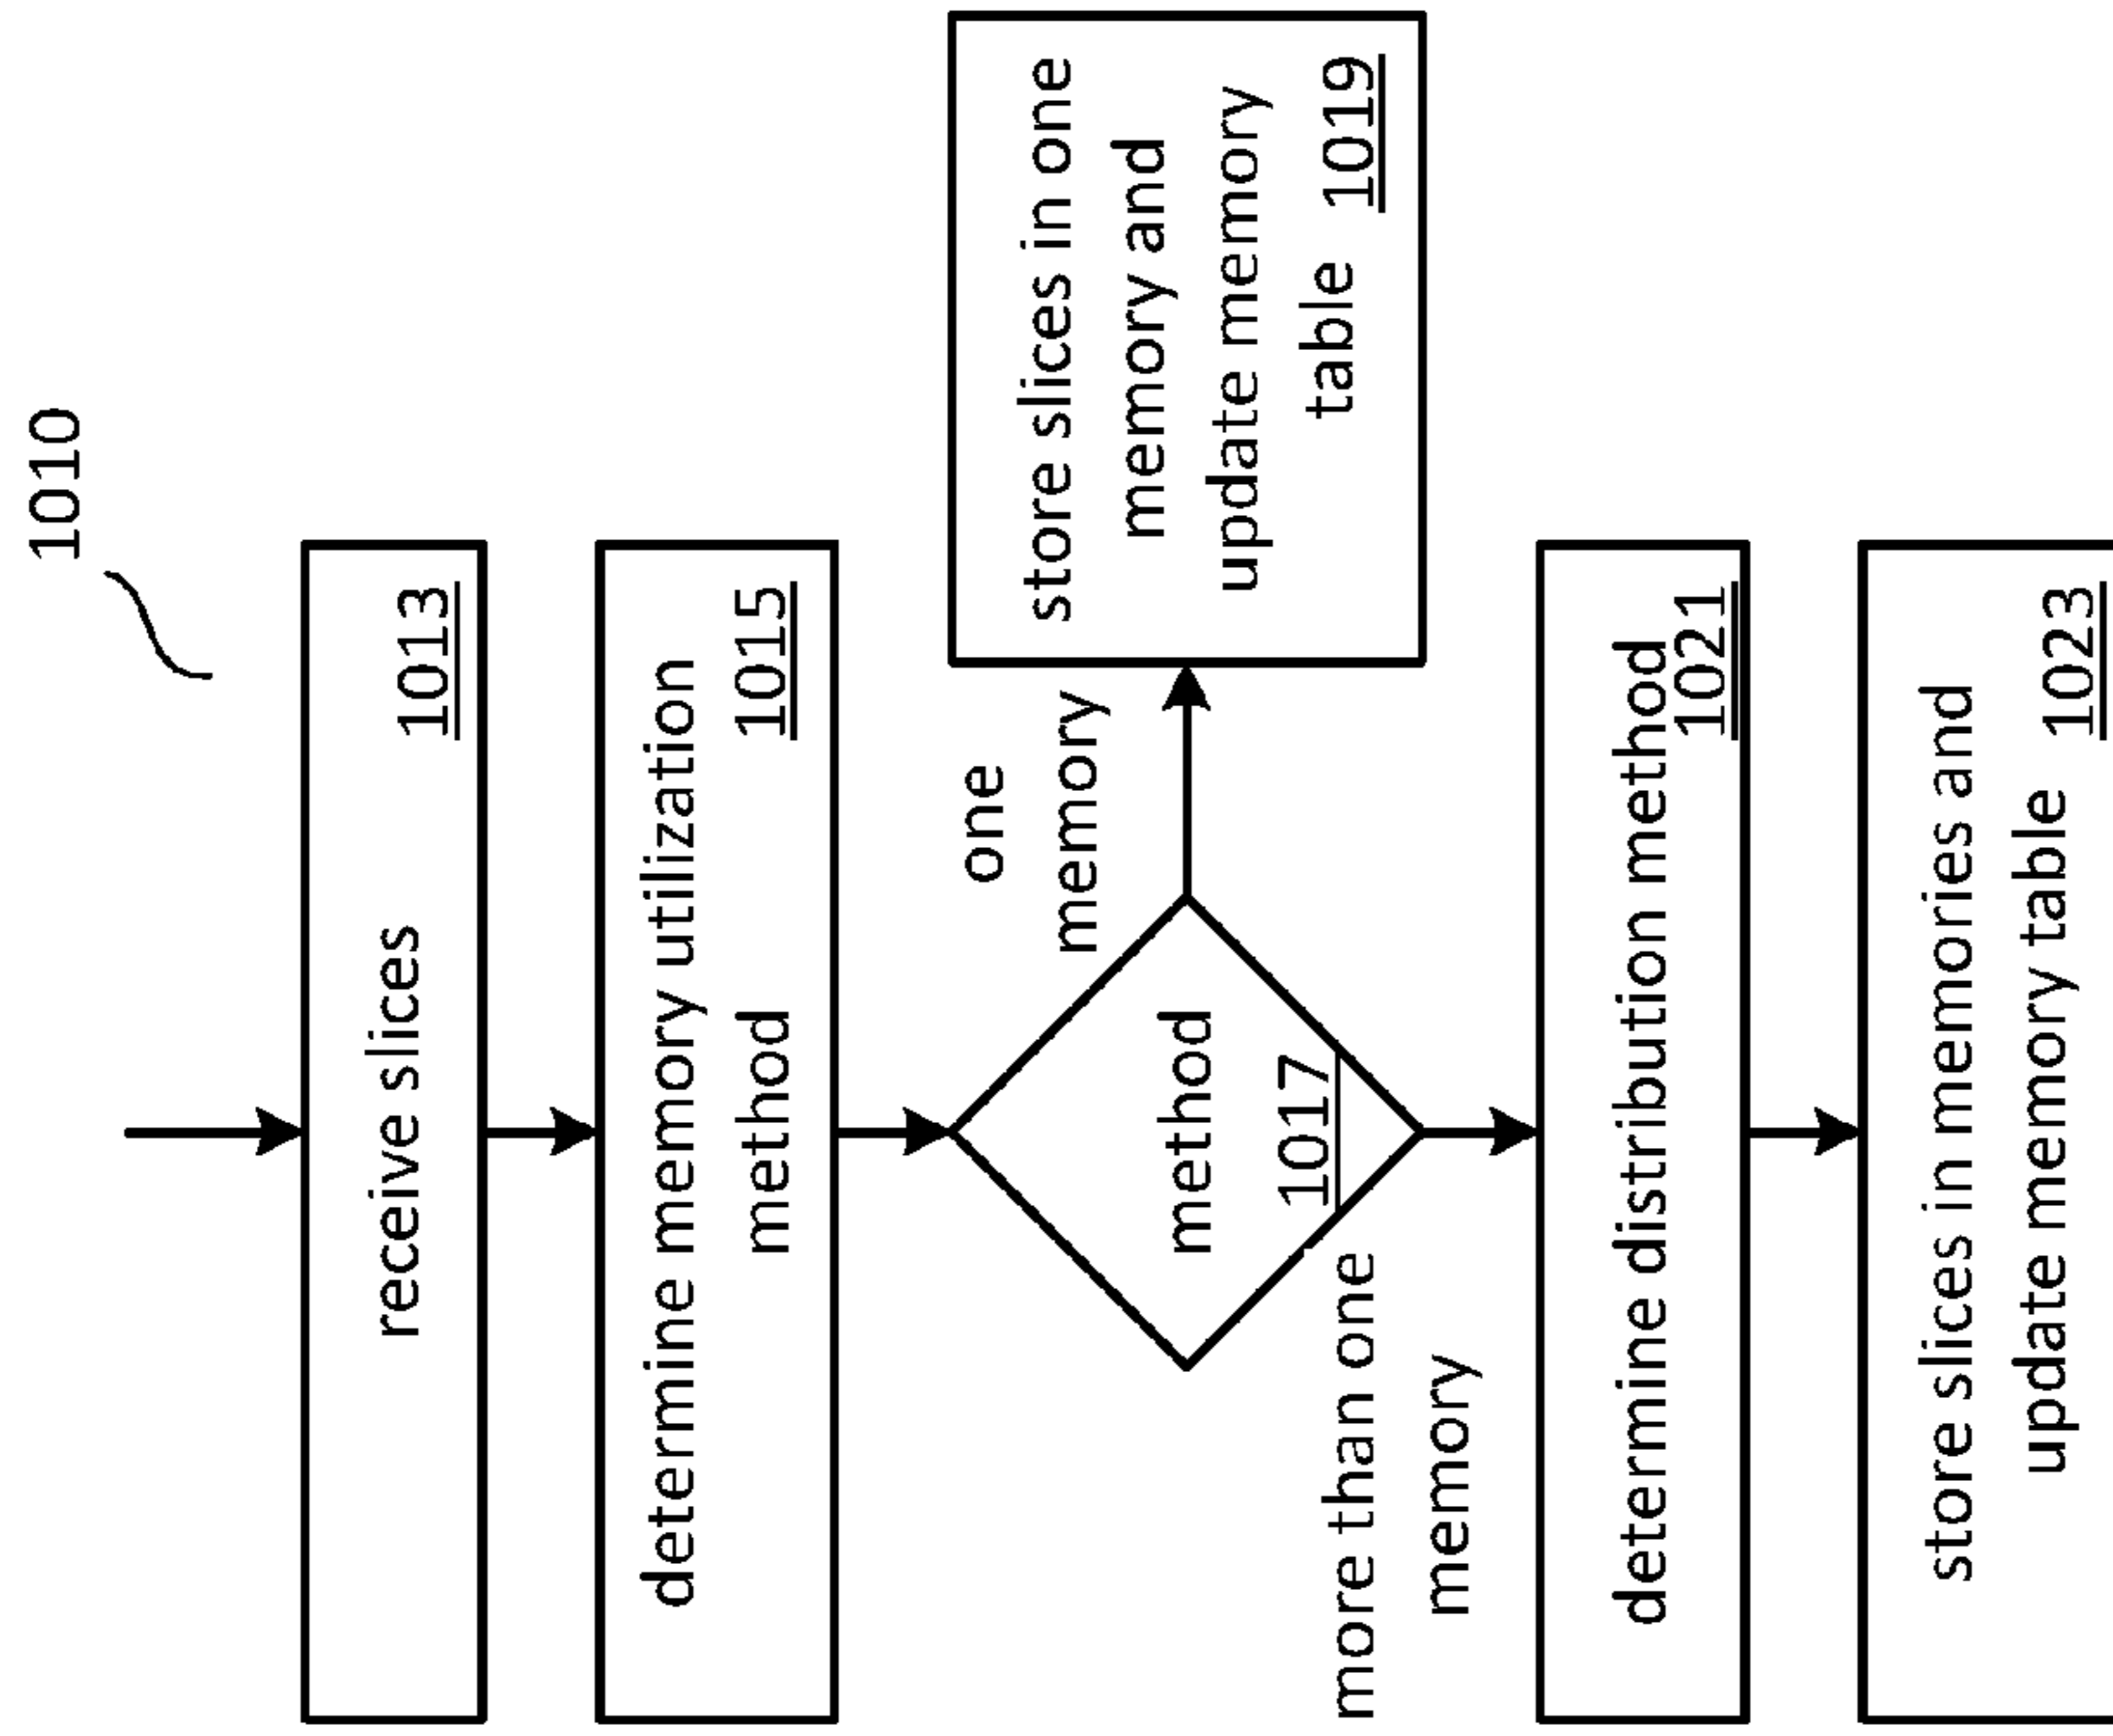 1010
receive slices
1013
determine memory utilization
method
1015
method
1017
one
memory
store slices in one
memory and
update memory
table 1019
more than one
memory
determine distribution method
1021
store slices in memories and
update memory table 1023